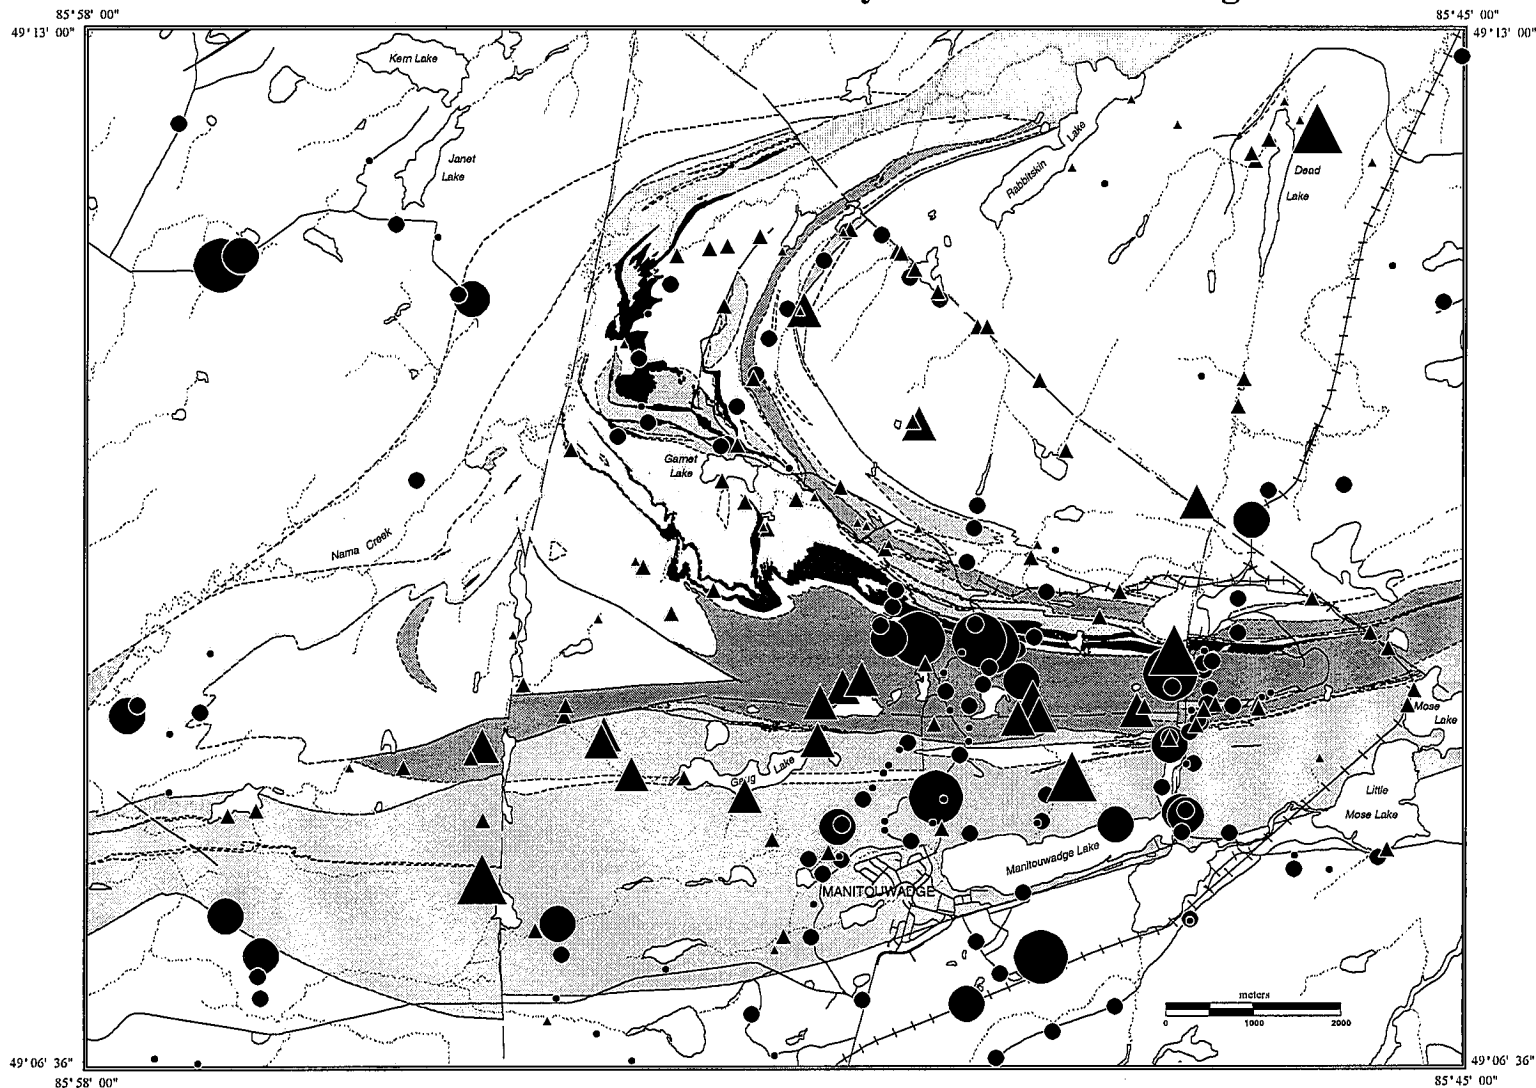 85° 58' 00"
85° 45' 00"
49° 13' 00"
49° 13' 00"
Kern Lake
Janet
Lake
Rabbitskin Lake
Dead
Lake
Garnet
Lake
Nama Creek
Mose
Lake
Gaug Lake
Little
Mose Lake
Manitouwadge Lake
MANITOUWADGE
meters
0 1000 2000
49° 06' 36"
49° 06' 36"
85° 58' 00"
85° 45' 00"